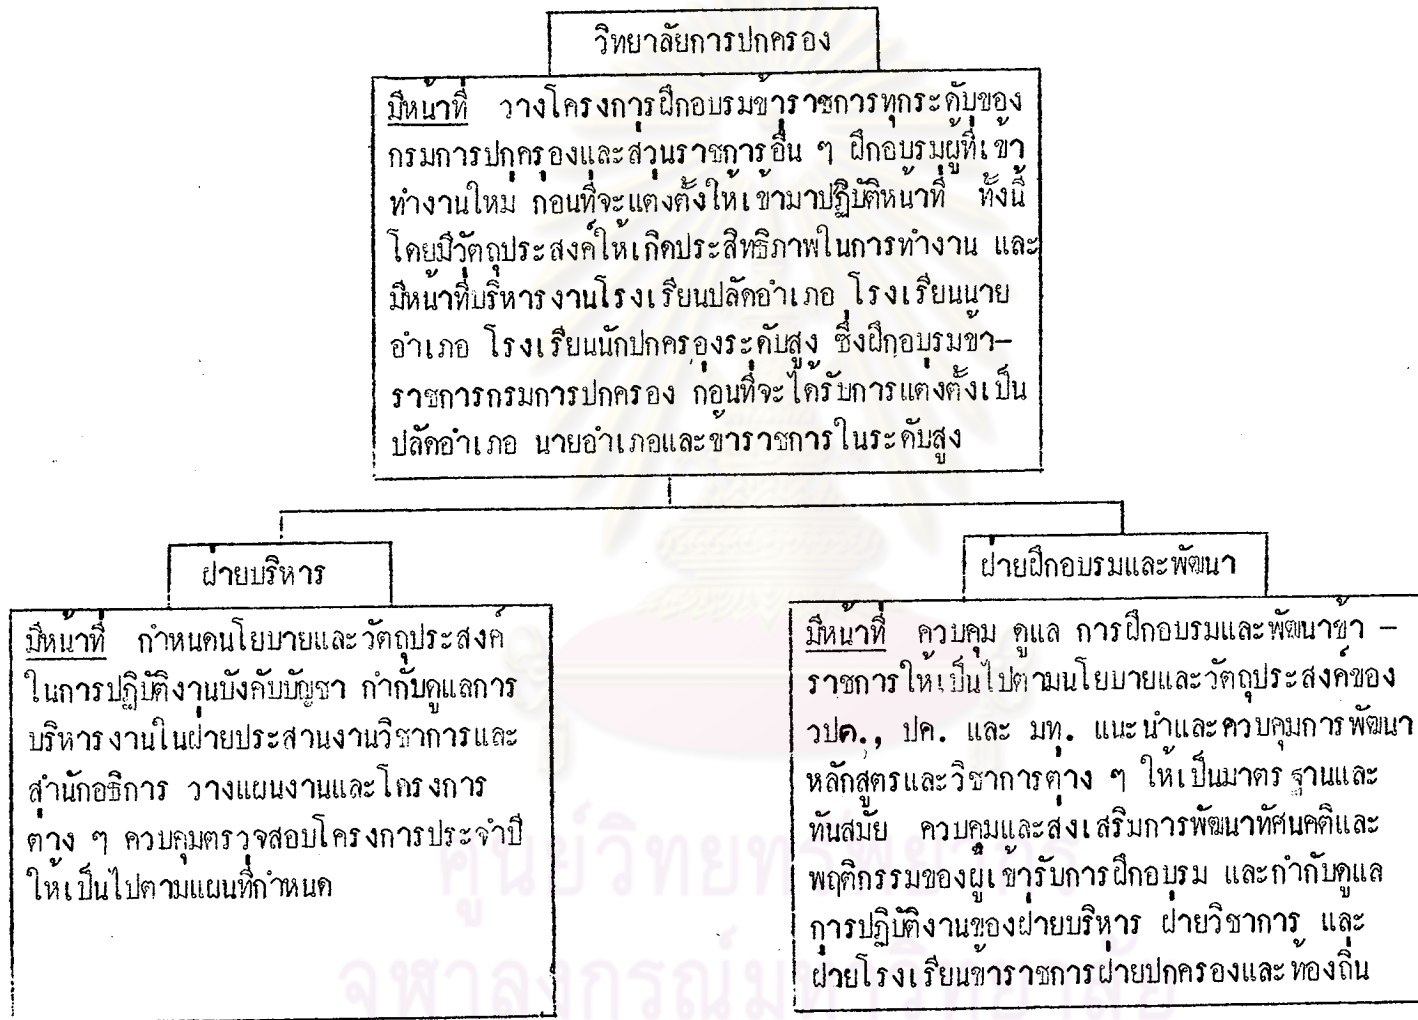 วิทยาลัยการปกครอง
มีหน้าที่ วางโครงการฝึกอบรมข้าราชการทุกระดับของ
กรมการปกครองและส่วนราชการอื่น ๆ ฝึกอบรมผู้ที่เข้า
ทำงานใหม่ ก่อนที่จะแต่งตั้งให้เข้ามาปฏิบัติหน้าที่ ทั้งนี้
โดยมีวัตถุประสงค์ให้เกิดประสิทธิภาพในการทำงาน และ
มีหน้าที่บริหารงานโรงเรียนปลัดอำเภอ โรงเรียนนาย
อำเภอ โรงเรียนนักปกครองระดับสูง ซึ่งฝึกอบรมข้า-
ราชการกรมการปกครอง ก่อนที่จะได้รับการแต่งตั้งเป็น
ปลัดอำเภอ นายอำเภอและข้าราชการในระดับสูง
ฝ่ายบริหาร
มีหน้าที่ กำหนดนโยบายและวัตถุประสงค์
ในการปฏิบัติงานบังคับบัญชา กำกับดูแลการ
บริหารงานในฝ่ายประสานงานวิชาการและ
สำนักอธิการ วางแผนงานและโครงการ
ต่าง ๆ ควบคุมตรวจสอบโครงการประจำปี
ให้เป็นไปตามแผนที่กำหนด
ฝ่ายฝึกอบรมและพัฒนา
มีหน้าที่ ควบคุม ดูแล การฝึกอบรมและพัฒนาข้า -
ราชการให้เป็นไปตามนโยบายและวัตถุประสงค์ของ
วปค., ปค. และ มท. แนะนำและควบคุมการพัฒนา
หลักสูตรและวิชาการต่าง ๆ ให้เป็นมาตรฐานและ
ทันสมัย ควบคุมและส่งเสริมการพัฒนาทัศนคติและ
พฤติกรรมของผู้เข้ารับการฝึกอบรม และกำกับดูแล
การปฏิบัติงานของฝ่ายบริหาร ฝ่ายวิชาการ และ
ฝ่ายโรงเรียนข้าราชการฝ่ายปกครองและท้องถิ่น
ศูนย์วิทยทรัพยากร
จุฬาลงกรณ์มหาวิทยาลัย